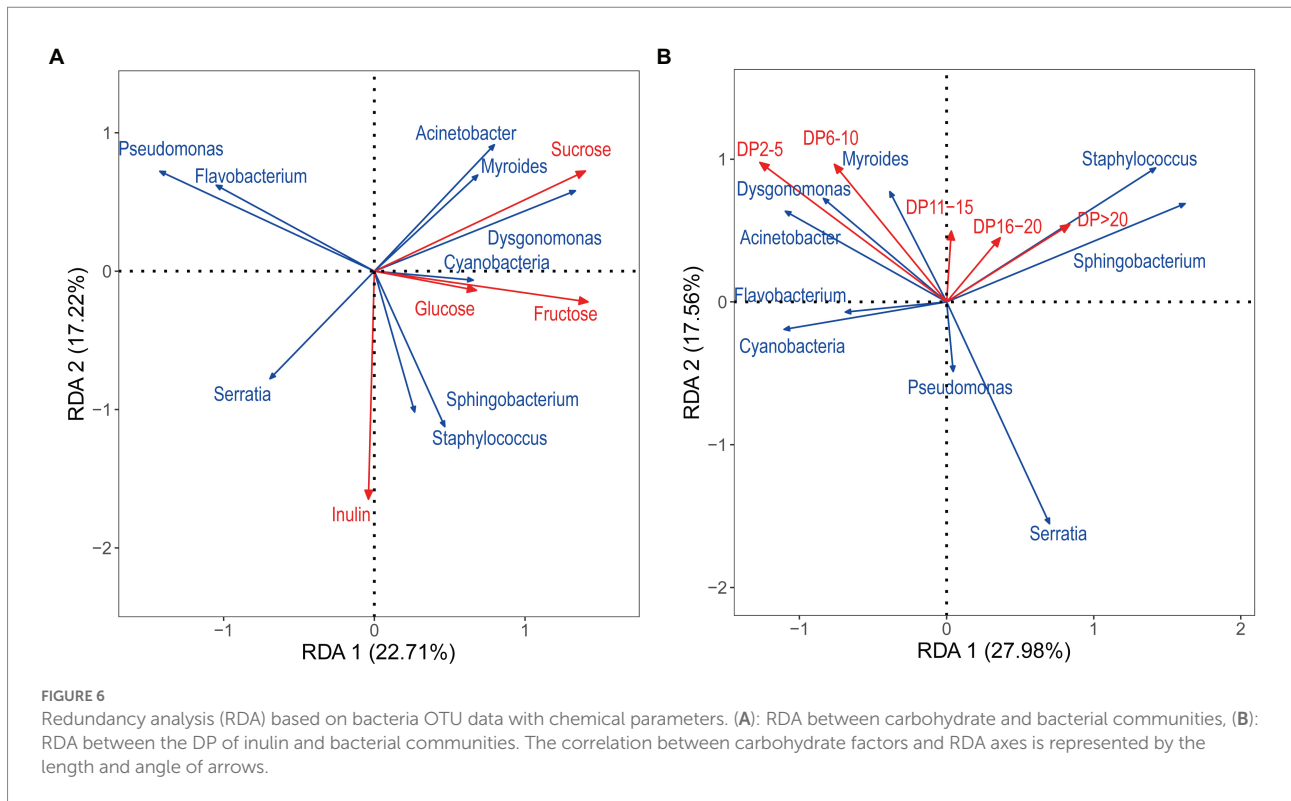 A
B
1
0
−1
−2
−1
0
1
RDA 2 (17.22%)
RDA 1 (22.71%)
Pseudomonas
Flavobacterium
Acinetobacter
Myroides
Sucrose
Dysgonomonas
Cyanobacteria
Glucose
Fructose
Serratia
Sphingobacterium
Staphylococcus
Inulin
1
0
−1
−2
−1
0
1
2
RDA 2 (17.56%)
RDA 1 (27.98%)
DP2-5
DP6-10
Myroides
Staphylococcus
Dysgonomonas
DP11−15
DP16−20
DP>20
Acinetobacter
Sphingobacterium
Flavobacterium
Cyanobacteria
Pseudomonas
Serratia
FIGURE 6
Redundancy analysis (RDA) based on bacteria OTU data with chemical parameters. (A): RDA between carbohydrate and bacterial communities, (B):
RDA between the DP of inulin and bacterial communities. The correlation between carbohydrate factors and RDA axes is represented by the
length and angle of arrows.